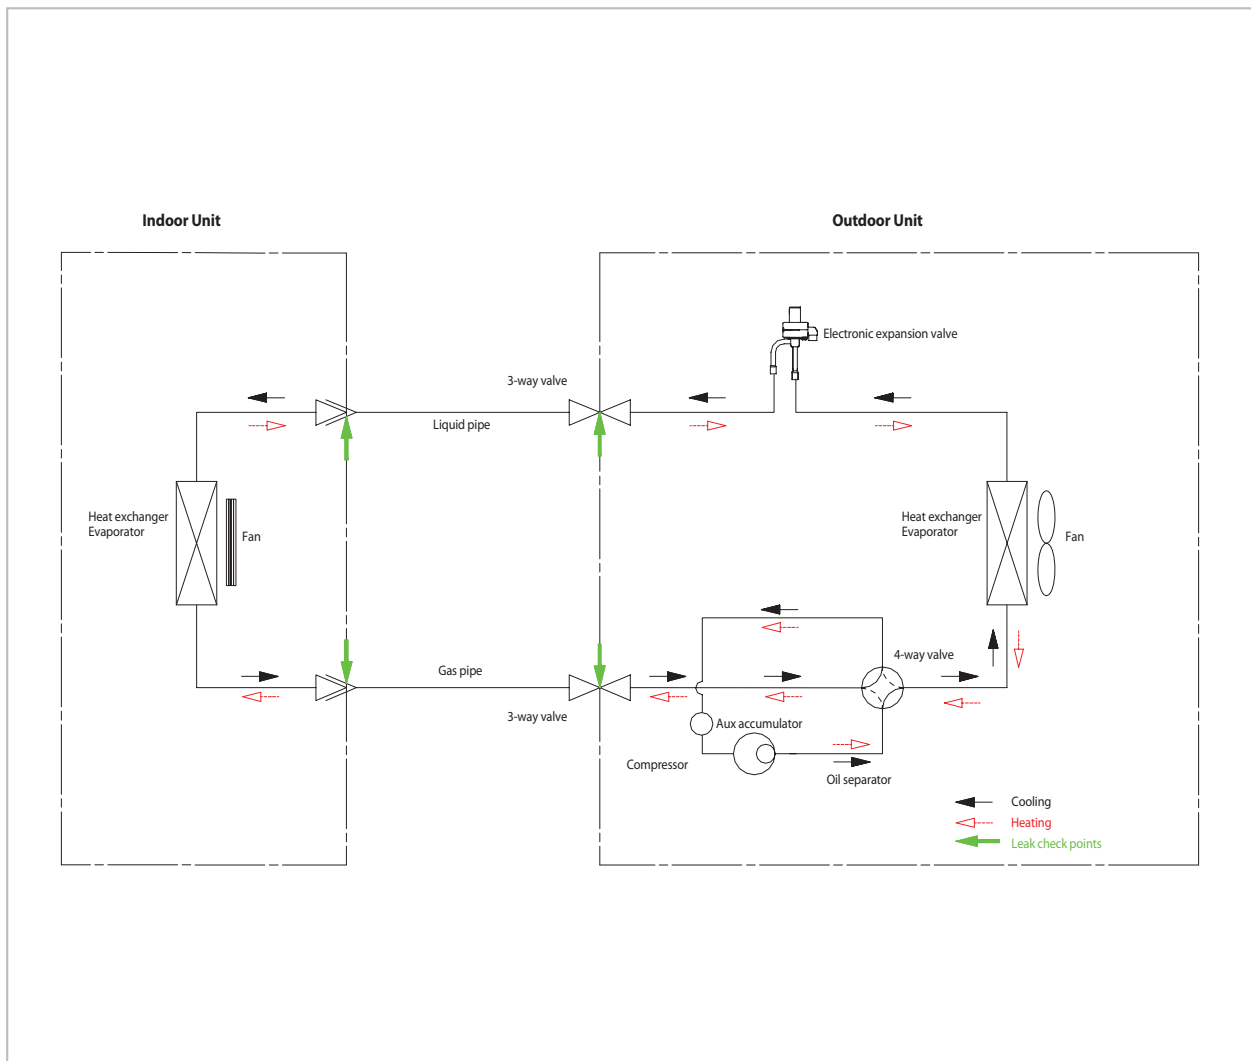 Indoor Unit
Outdoor Unit
Electronic expansion valve
3-way valve
Liquid pipe
Heat exchanger
Evaporator
Fan
Heat exchanger
Evaporator
Fan
4-way valve
Gas pipe
3-way valve
Aux accumulator
Compressor
Oil separator
Cooling
Heating
Leak check points